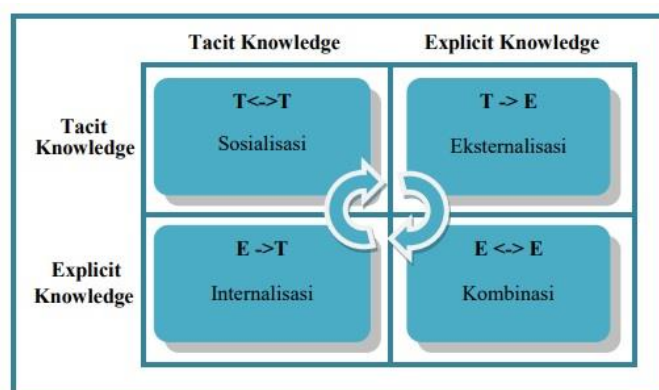 Tacit Knowledge
Explicit Knowledge
Tacit
Knowledge
T<->T
Sosialisasi
T -> E
Eksternalisasi
Explicit
Knowledge
E ->T
Internalisasi
E <-> E
Kombinasi